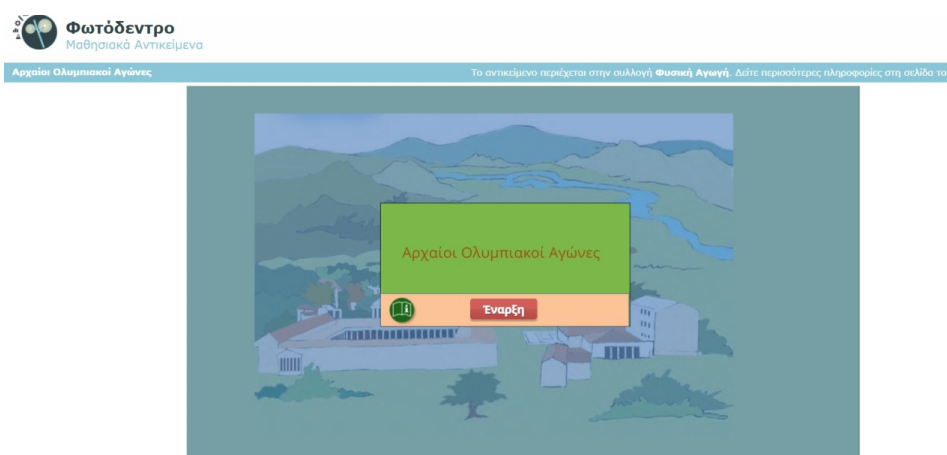 Φωτόδεντρο
Μαθησιακά Αντικείμενα
Αρχαίοι Ολυμπιακοί Αγώνες
Το αντικείμενο περιέχεται στην συλλογή Φυσική Αγωγή. Δείτε περισσότερες πληροφορίες στη σελίδα το
Αρχαίοι Ολυμπιακοί Αγώνες
Έναρξη